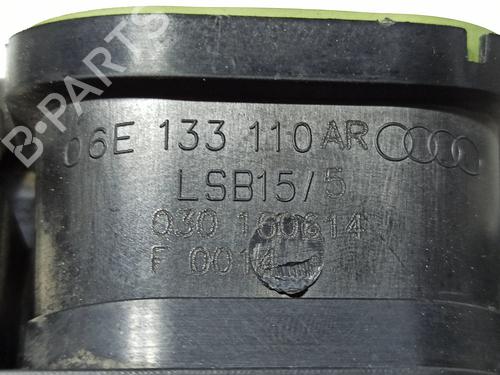 B-PARTS
06E 133 110 AR
LSB15/5
030 160614
F 0014